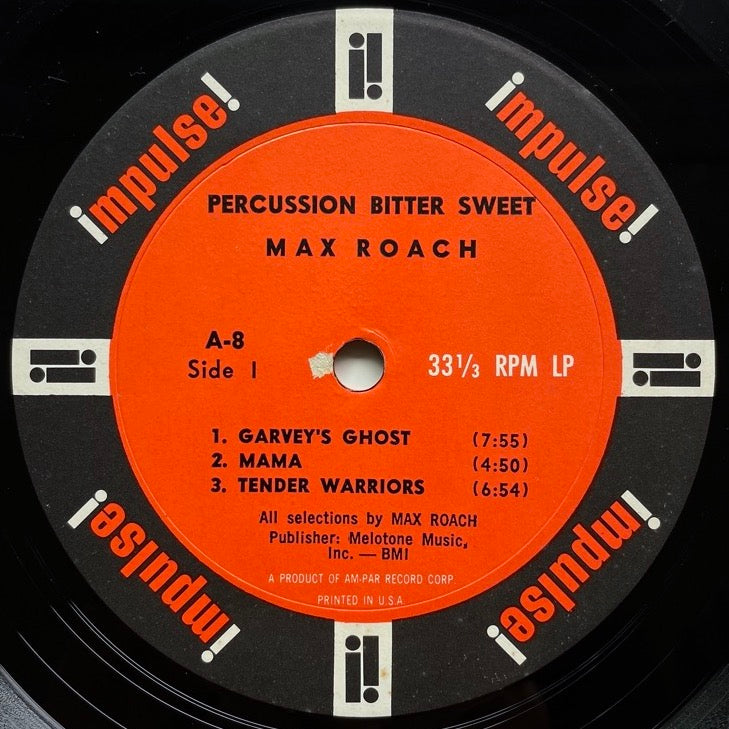 impulse!
impulse!
PERCUSSION BITTER SWEET
MAX ROACH
A-8
Side 1
33 1/3 RPM LP
1. GARVEY'S GHOST (7:55)
2. MAMA (4:50)
3. TENDER WARRIORS (6:54)
All selections by MAX ROACH
Publisher: Melotone Music,
Inc. — BMI
A PRODUCT OF AM-PAR RECORD CORP
PRINTED IN U.S.A.
impulse!
impulse!